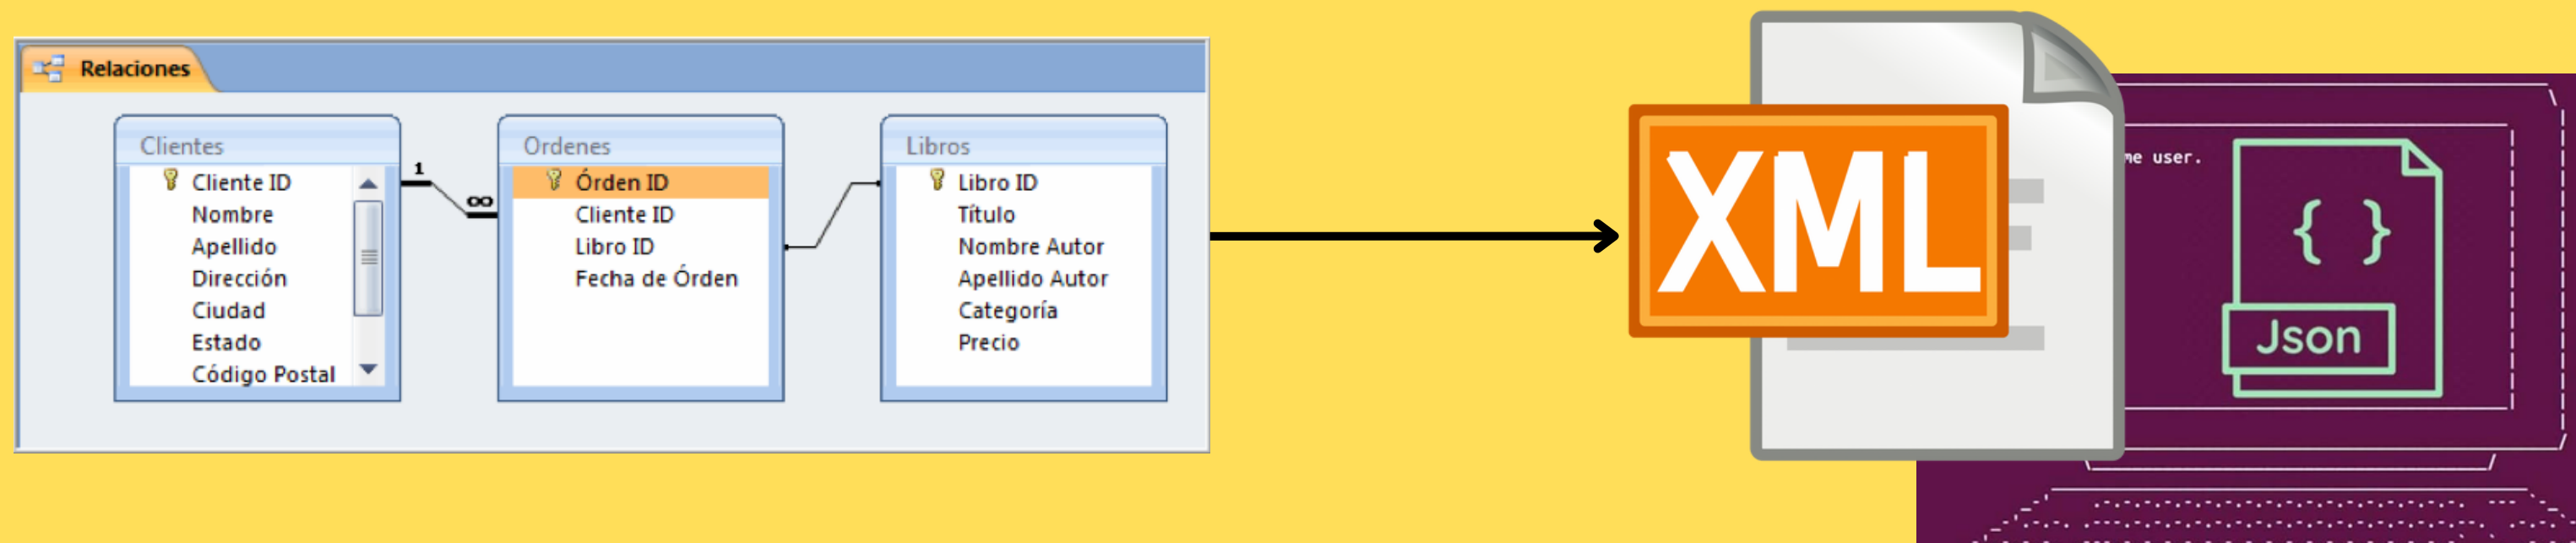 Relaciones
Clientes
Cliente ID
Nombre
Apellido
Dirección
Ciudad
Estado
Código Postal
1
∞
Ordenes
Órden ID
Cliente ID
Libro ID
Fecha de Órden
Libros
Libro ID
Título
Nombre Autor
Apellido Autor
Categoría
Precio
XML
user.
{ }
Json